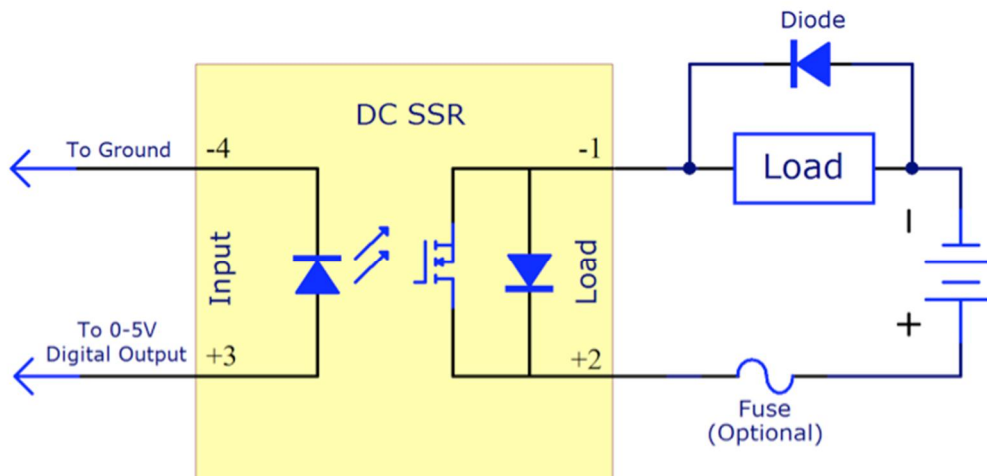 Diode
DC SSR
To Ground
-4
-1
Load
Input
Load
To 0-5V
Digital Output
+3
+2
Fuse
(Optional)
-
+